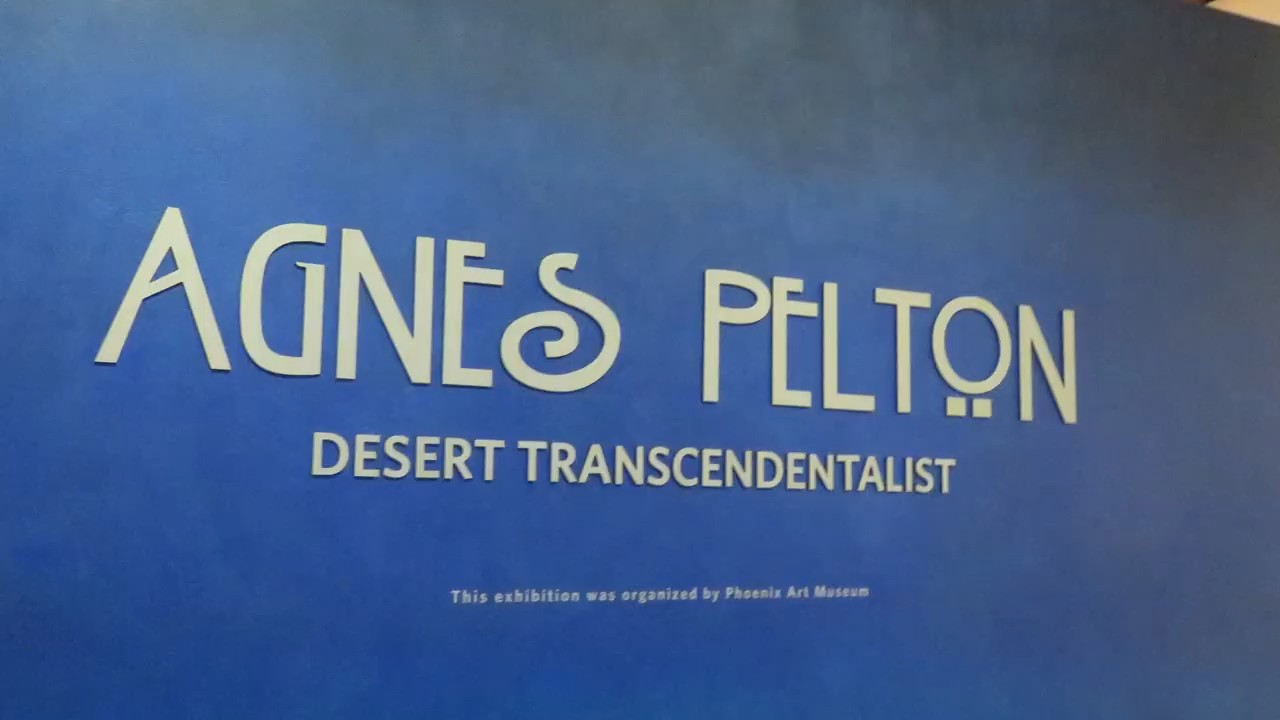 AGNES PELTON
DESERT TRANSCENDENTALIST
This exhibition was organized by Phoenix Art Museum